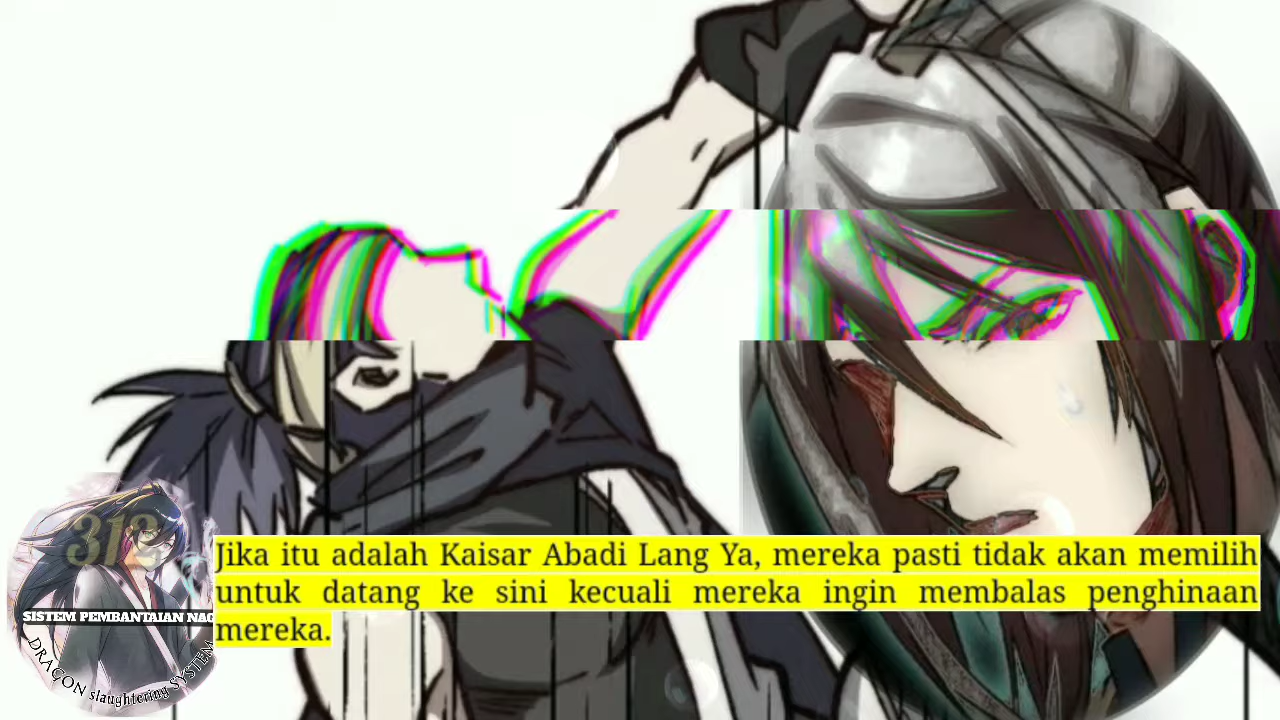 312
SISTEM PEMBANTAIAN NAG
DRAGON slaughtering SYSTEM
Jika itu adalah Kaisar Abadi Lang Ya, mereka pasti tidak akan memilih
untuk datang ke sini kecuali mereka ingin membalas penghinaan
mereka.